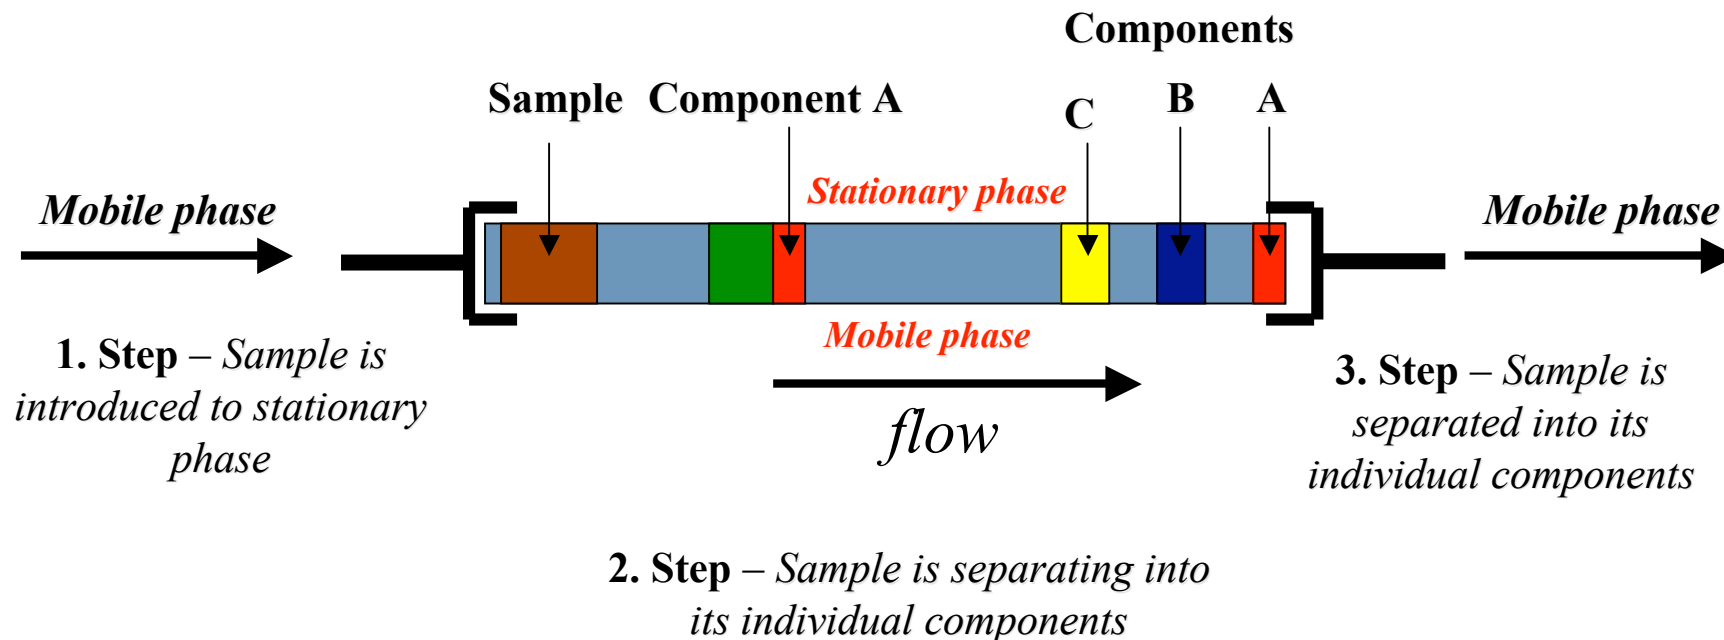 Components
Sample
Component A
C
B
A
Mobile phase
Stationary phase
Mobile phase
Mobile phase
flow
1. Step – Sample is
introduced to stationary
phase
2. Step – Sample is separating into
its individual components
3. Step – Sample is
separated into its
individual components